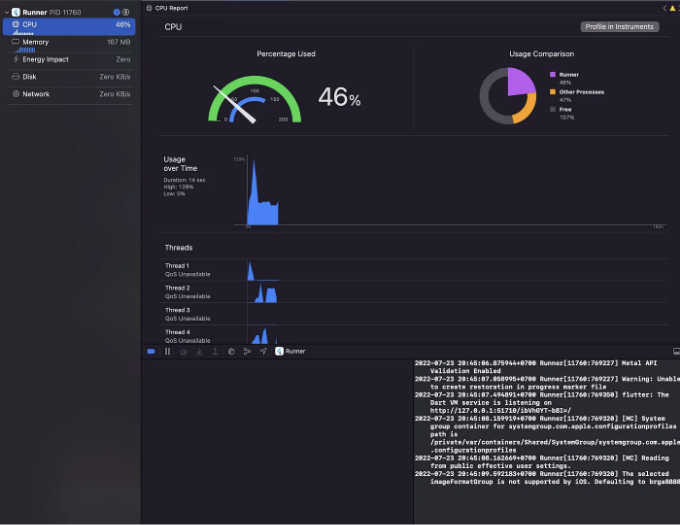 Runner PID 11760
CPU 46%
Memory 167 MB
Energy Impact Zero
Disk Zero KB/s
Network Zero KB/s
CPU Report
CPU
Profile in Instruments
Percentage Used
0 50 100 150 200
46%
Usage Comparison
Runner
46%
Other Processes
47%
Free
107%
Usage
over Time
Duration: 14 sec
High: 139%
Low: 0%
139%
0s
Threads
Thread 1
QoS Unavailable
Thread 2
QoS Unavailable
Thread 3
QoS Unavailable
Thread 4
QoS Unavailable
Runner
2022-07-23 20:45:06.875944+0700 Runner[11760:769227] Metal API
Validation Enabled
2022-07-23 20:45:07.058995+0700 Runner[11760:769227] Warning: Unable
to create restoration in progress marker file
2022-07-23 20:45:07.494891+0700 Runner[11760:769350] flutter: The
Dart VM service is listening on
http://127.0.0.1:51710/ibVhGYT-b8I=/
2022-07-23 20:45:08.159919+0700 Runner[11760:769320] [MC] System
group container for systemgroup.com.apple.configurationprofiles
path is
/private/var/containers/Shared/SystemGroup/systemgroup.com.apple
.configurationprofiles
2022-07-23 20:45:08.162669+0700 Runner[11760:769320] [MC] Reading
from public effective user settings.
2022-07-23 20:45:09.592183+0700 Runner[11760:769320] The selected
imageFormatGroup is not supported by iOS. Defaulting to brga8888